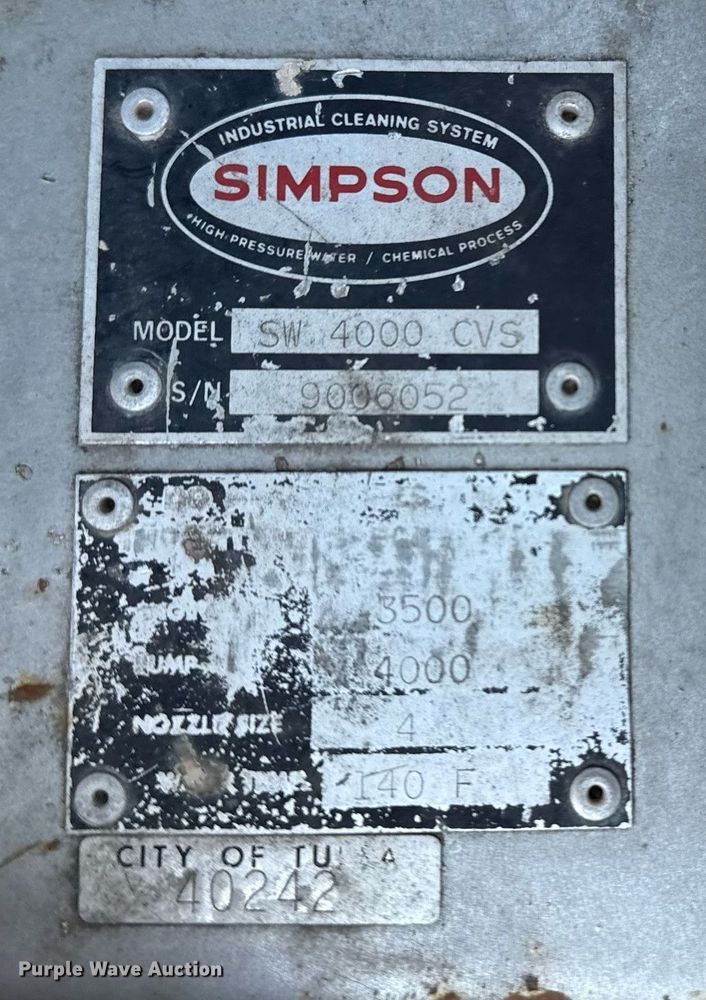 INDUSTRIAL CLEANING SYSTEM
SIMPSON
HIGH PRESSURE WATER / CHEMICAL PROCESS
MODEL SW 4000 CVS
S/N 9006052
3500
4000
NOZZLE SIZE 4
140 F
CITY OF TULSA
40242
Purple Wave Auction